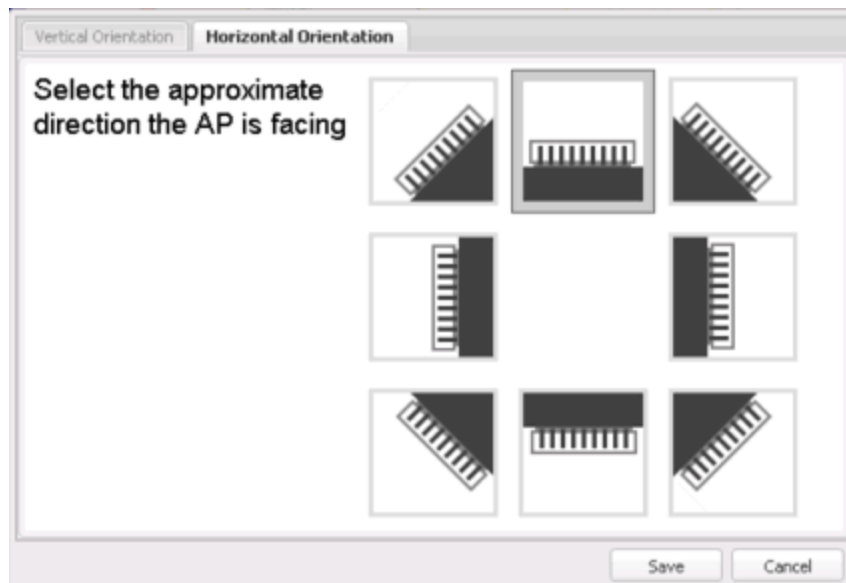 Vertical Orientation
Horizontal Orientation
Select the approximate
direction the AP is facing
Save
Cancel